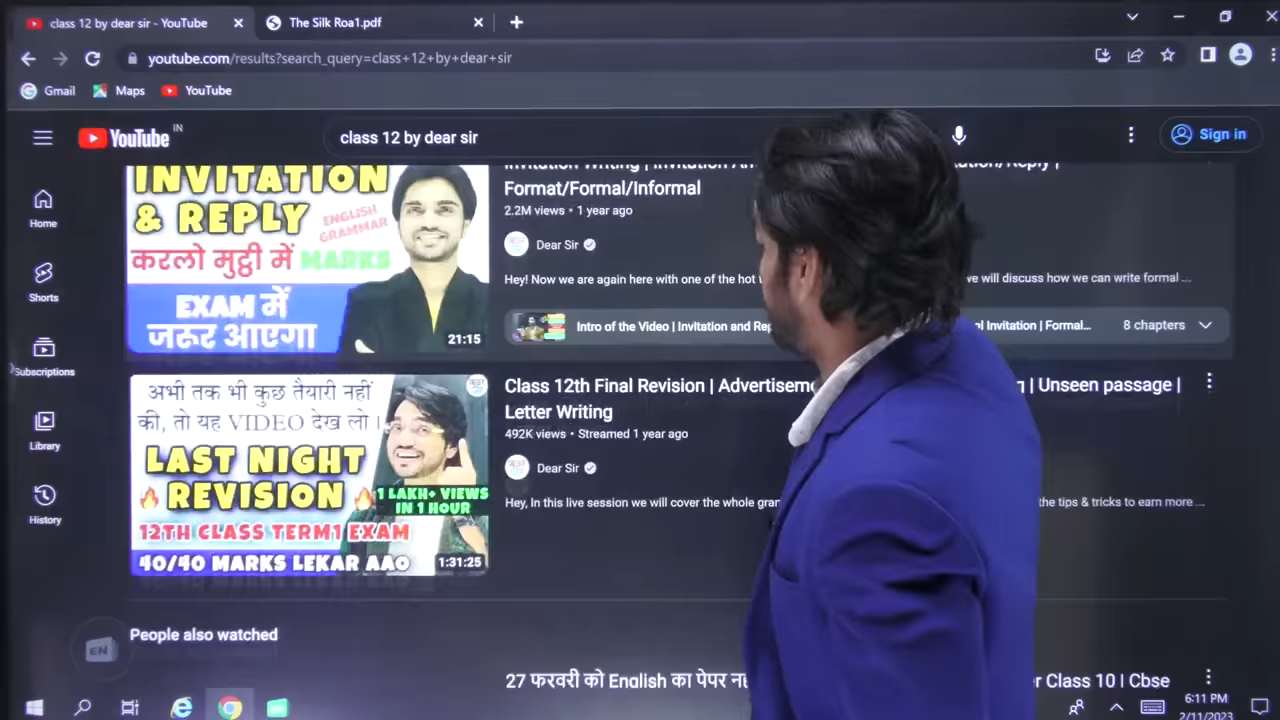 class 12 by dear sir - YouTube
The Silk Roa1.pdf
youtube.com/results?search_query=class+12+by+dear+sir
Gmail
Maps
YouTube
YouTube IN
class 12 by dear sir
Sign in
Home
Shorts
Subscriptions
Library
History
INVITATION
& REPLY
ENGLISH
GRAMMAR
करलो मुट्ठी में MARKS
EXAM में
जरूर आएगा
21:15
Invitation Writing | Invitation
Format/Formal/Informal
2.2M views • 1 year ago
Dear Sir
Hey! Now we are again here with one of the hot we will discuss how we can write formal ...
Intro of the Video | Invitation and Invitation | Formal...
8 chapters
अभी तक भी कुछ तैयारी नहीं
की, तो यह VIDEO देख लो।
LAST NIGHT
REVISION
1 LAKH+ VIEWS
IN 1 HOUR
12TH CLASS TERM1 EXAM
40/40 MARKS LEKAR AAO
1:31:25
Class 12th Final Revision | | Unseen passage |
Letter Writing
492K views • Streamed 1 year ago
Dear Sir
Hey, In this live session we will cover the whole the tips & tricks to earn more ...
People also watched
EN
27 फरवरी को English का पेपर Class 10 | Cbse
6:11 PM
2/11/2023